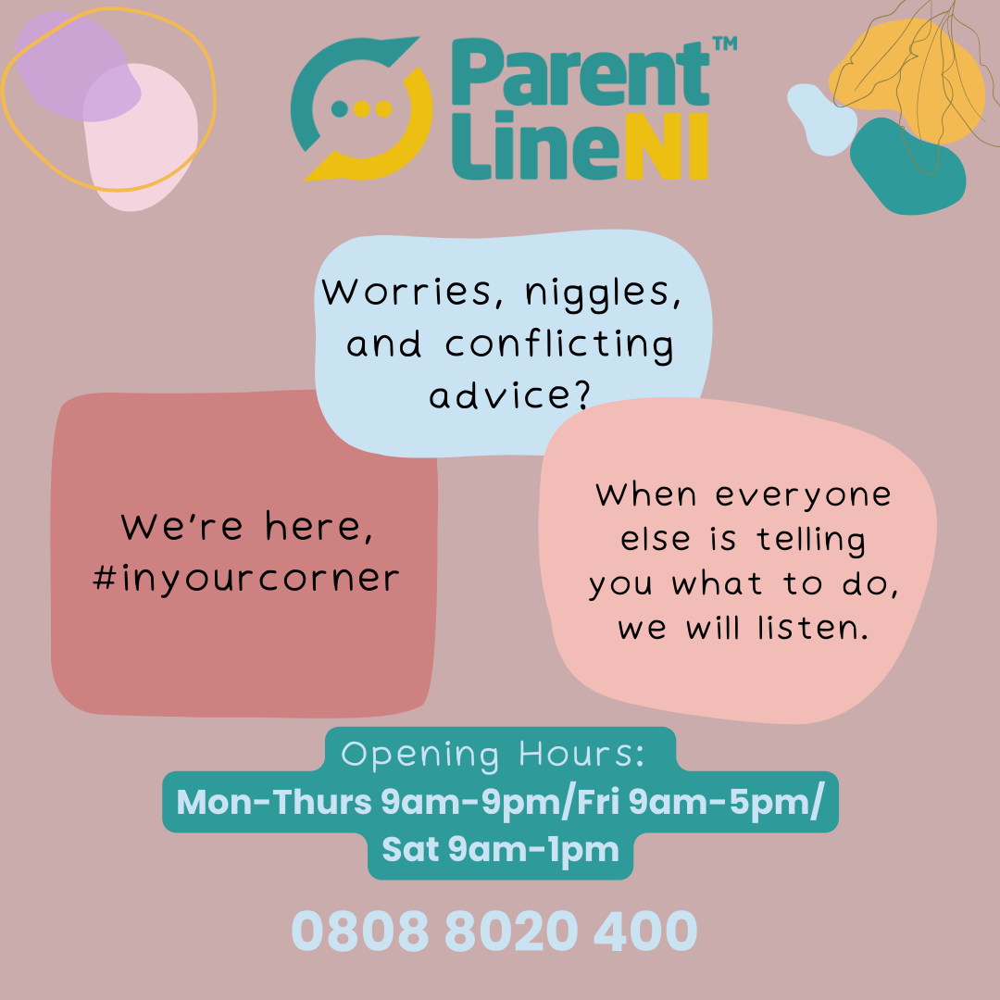 Parent™
LineNI
Worries, niggles,
and conflicting
advice?
We're here,
#inyourcorner
When everyone
else is telling
you what to do,
we will listen.
Opening Hours:
Mon-Thurs 9am-9pm/Fri 9am-5pm/
Sat 9am-1pm
0808 8020 400